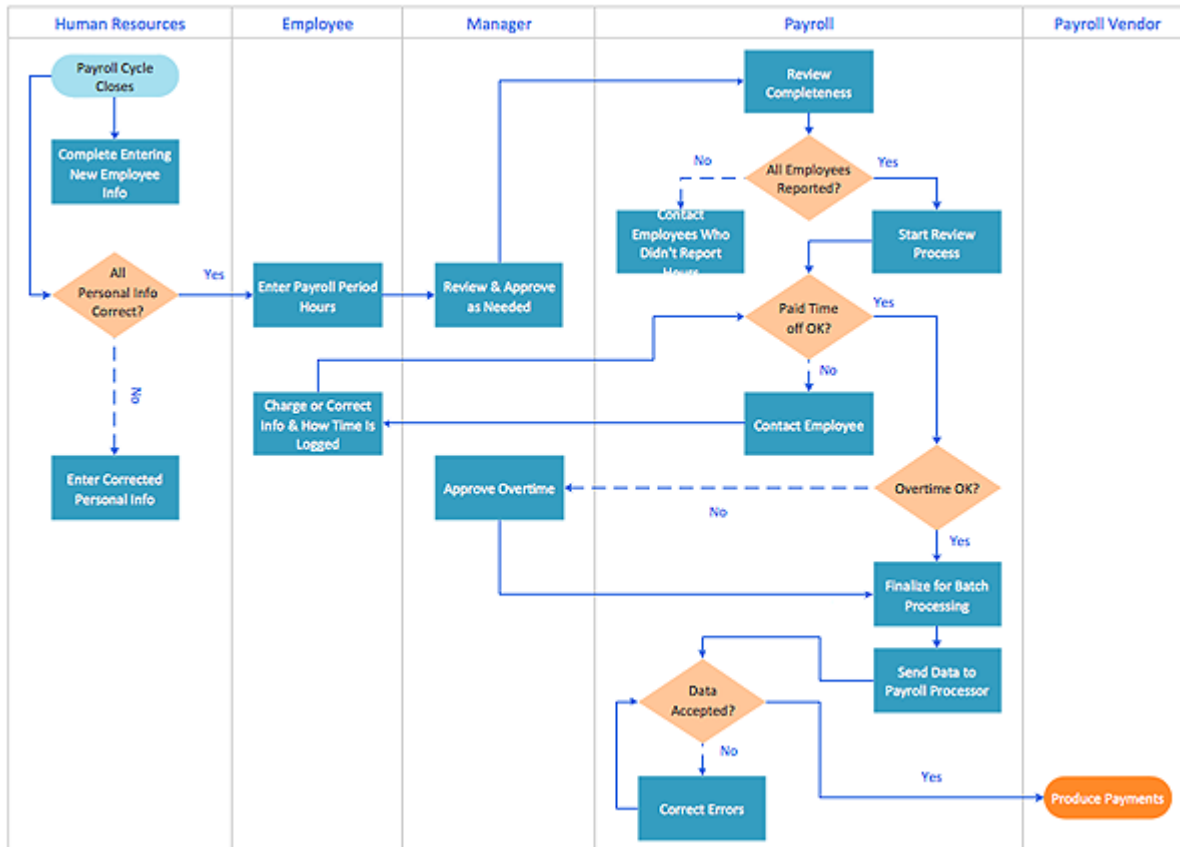 Human Resources
Employee
Manager
Payroll
Payroll Vendor
Payroll Cycle
Closes
Complete Entering
New Employee
Info
All
Personal Info
Correct?
Yes
No
Enter Corrected
Personal Info
Enter Payroll Period
Hours
Charge or Correct
Info & How Time Is
Logged
Review & Approve
as Needed
Approve Overtime
Review
Completeness
All Employees
Reported?
No
Yes
Contact
Employees Who
Didn't Report
Hours
Start Review
Process
Paid Time
off OK?
Yes
No
Contact Employee
Overtime OK?
No
Yes
Finalize for Batch
Processing
Send Data to
Payroll Processor
Data
Accepted?
No
Yes
Correct Errors
Produce Payments